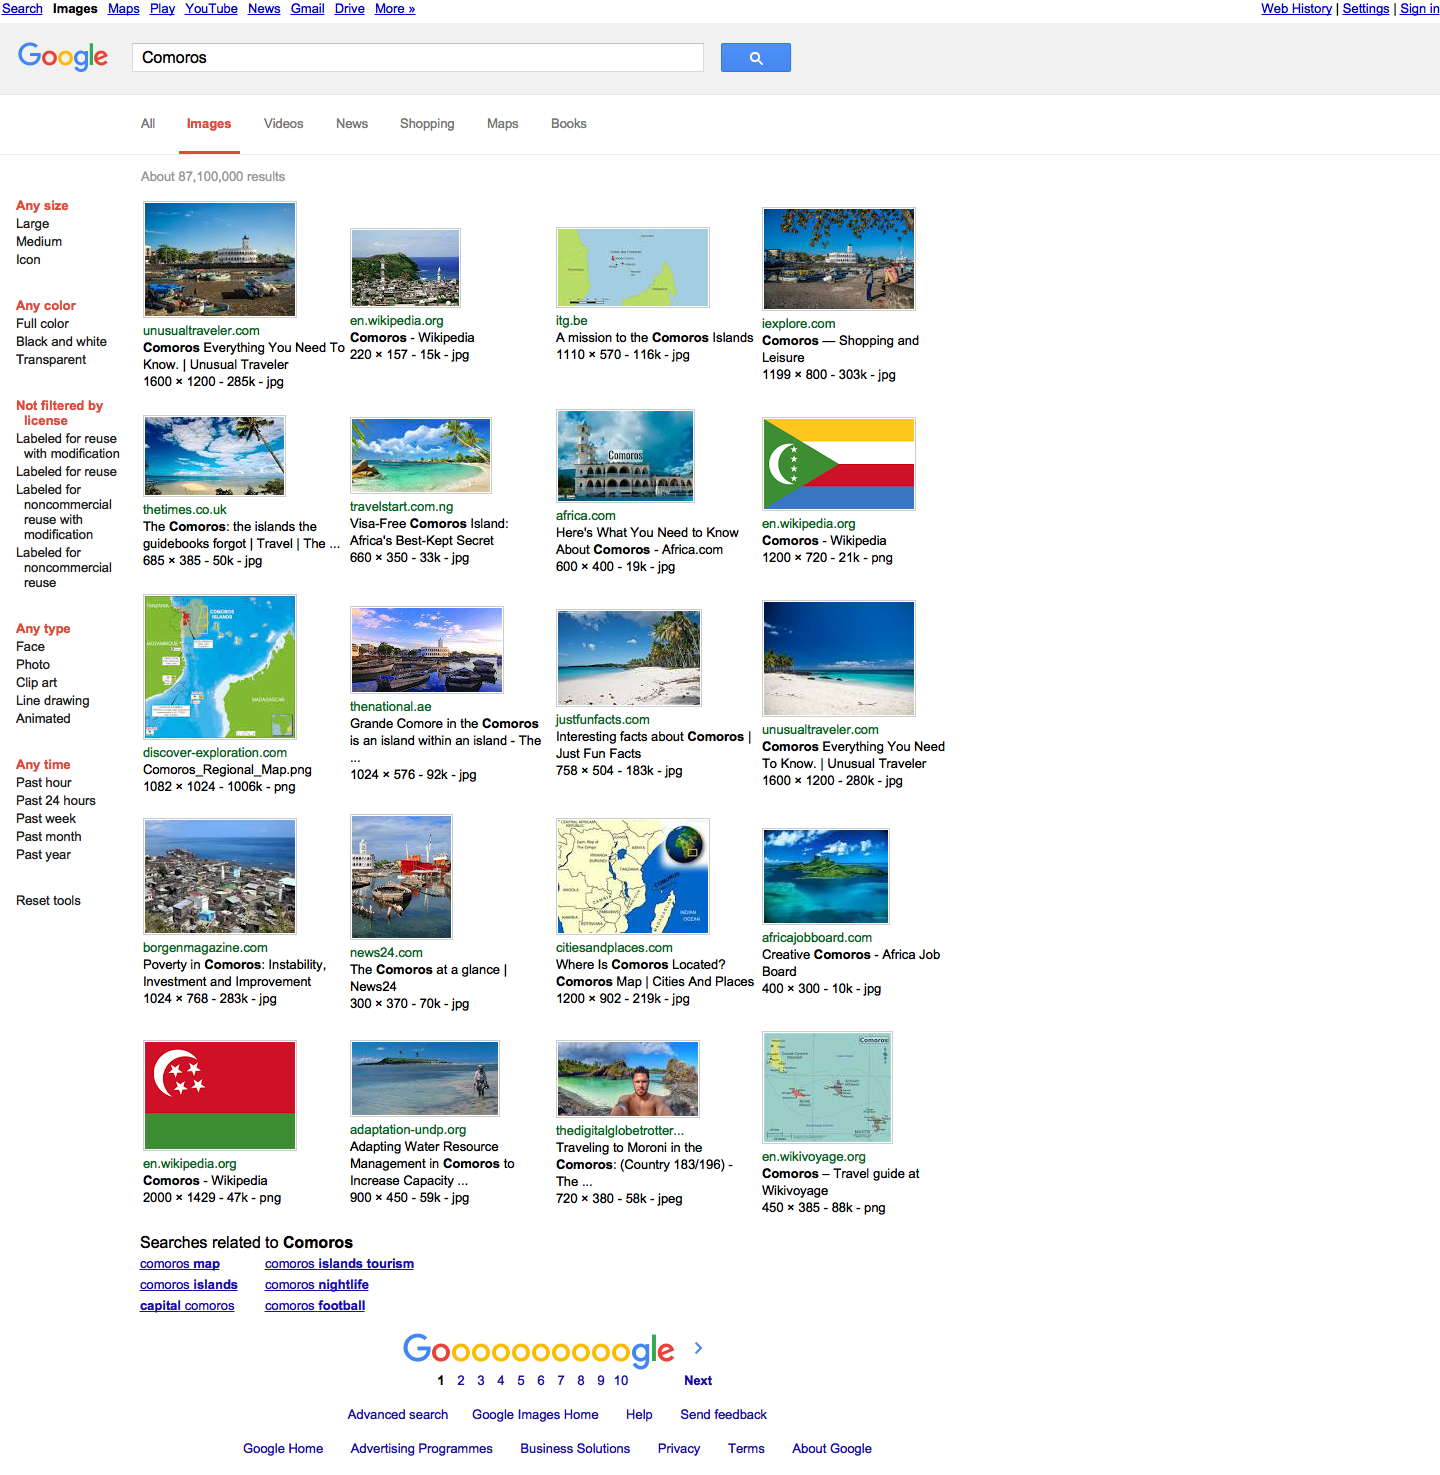 Search Images Maps Play YouTube News Gmail Drive More »
Web History | Settings | Sign in
Google
Comoros
All Images Videos News Shopping Maps Books
About 87,100,000 results
Any size
Large
Medium
Icon
Any color
Full color
Black and white
Transparent
Not filtered by
license
Labeled for reuse
with modification
Labeled for reuse
Labeled for
noncommercial
reuse with
modification
Labeled for
noncommercial
reuse
Any type
Face
Photo
Clip art
Line drawing
Animated
Any time
Past hour
Past 24 hours
Past week
Past month
Past year
Reset tools
unusualtraveler.com
Comoros Everything You Need To
Know. | Unusual Traveler
1600 × 1200 - 285k - jpg
en.wikipedia.org
Comoros - Wikipedia
220 × 157 - 15k - jpg
itg.be
A mission to the Comoros Islands
1110 × 570 - 116k - jpg
iexplore.com
Comoros — Shopping and
Leisure
1199 × 800 - 303k - jpg
thetimes.co.uk
The Comoros: the islands the
guidebooks forgot | Travel | The ...
685 × 385 - 50k - jpg
travelstart.com.ng
Visa-Free Comoros Island:
Africa's Best-Kept Secret
660 × 350 - 33k - jpg
Comoros
africa.com
Here's What You Need to Know
About Comoros - Africa.com
600 × 400 - 19k - jpg
en.wikipedia.org
Comoros - Wikipedia
1200 × 720 - 21k - png
TANZANIA
COMOROS
ISLANDS
MOZAMBIQUE
MADAGASCAR
discover-exploration.com
Comoros_Regional_Map.png
1082 × 1024 - 1006k - png
thenational.ae
Grande Comore in the Comoros
is an island within an island - The
...
1024 × 576 - 92k - jpg
justfunfacts.com
Interesting facts about Comoros |
Just Fun Facts
758 × 504 - 183k - jpg
unusualtraveler.com
Comoros Everything You Need
To Know. | Unusual Traveler
1600 × 1200 - 280k - jpg
borgenmagazine.com
Poverty in Comoros: Instability,
Investment and Improvement
1024 × 768 - 283k - jpg
news24.com
The Comoros at a glance |
News24
300 × 370 - 70k - jpg
KENYA
TANZANIA
ANGOLA
INDIAN
OCEAN
citiesandplaces.com
Where Is Comoros Located?
Comoros Map | Cities And Places
1200 × 902 - 219k - jpg
africajobboard.com
Creative Comoros - Africa Job
Board
400 × 300 - 10k - jpg
en.wikipedia.org
Comoros - Wikipedia
2000 × 1429 - 47k - png
adaptation-undp.org
Adapting Water Resource
Management in Comoros to
Increase Capacity ...
900 × 450 - 59k - jpg
thedigitalglobetrotter...
Traveling to Moroni in the
Comoros: (Country 183/196) -
The ...
720 × 380 - 58k - jpeg
Comoros
en.wikivoyage.org
Comoros – Travel guide at
Wikivoyage
450 × 385 - 88k - png
Searches related to Comoros
comoros map comoros islands tourism
comoros islands comoros nightlife
capital comoros comoros football
Goooooooooogle
1 2 3 4 5 6 7 8 9 10 Next
Advanced search Google Images Home Help Send feedback
Google Home Advertising Programmes Business Solutions Privacy Terms About Google